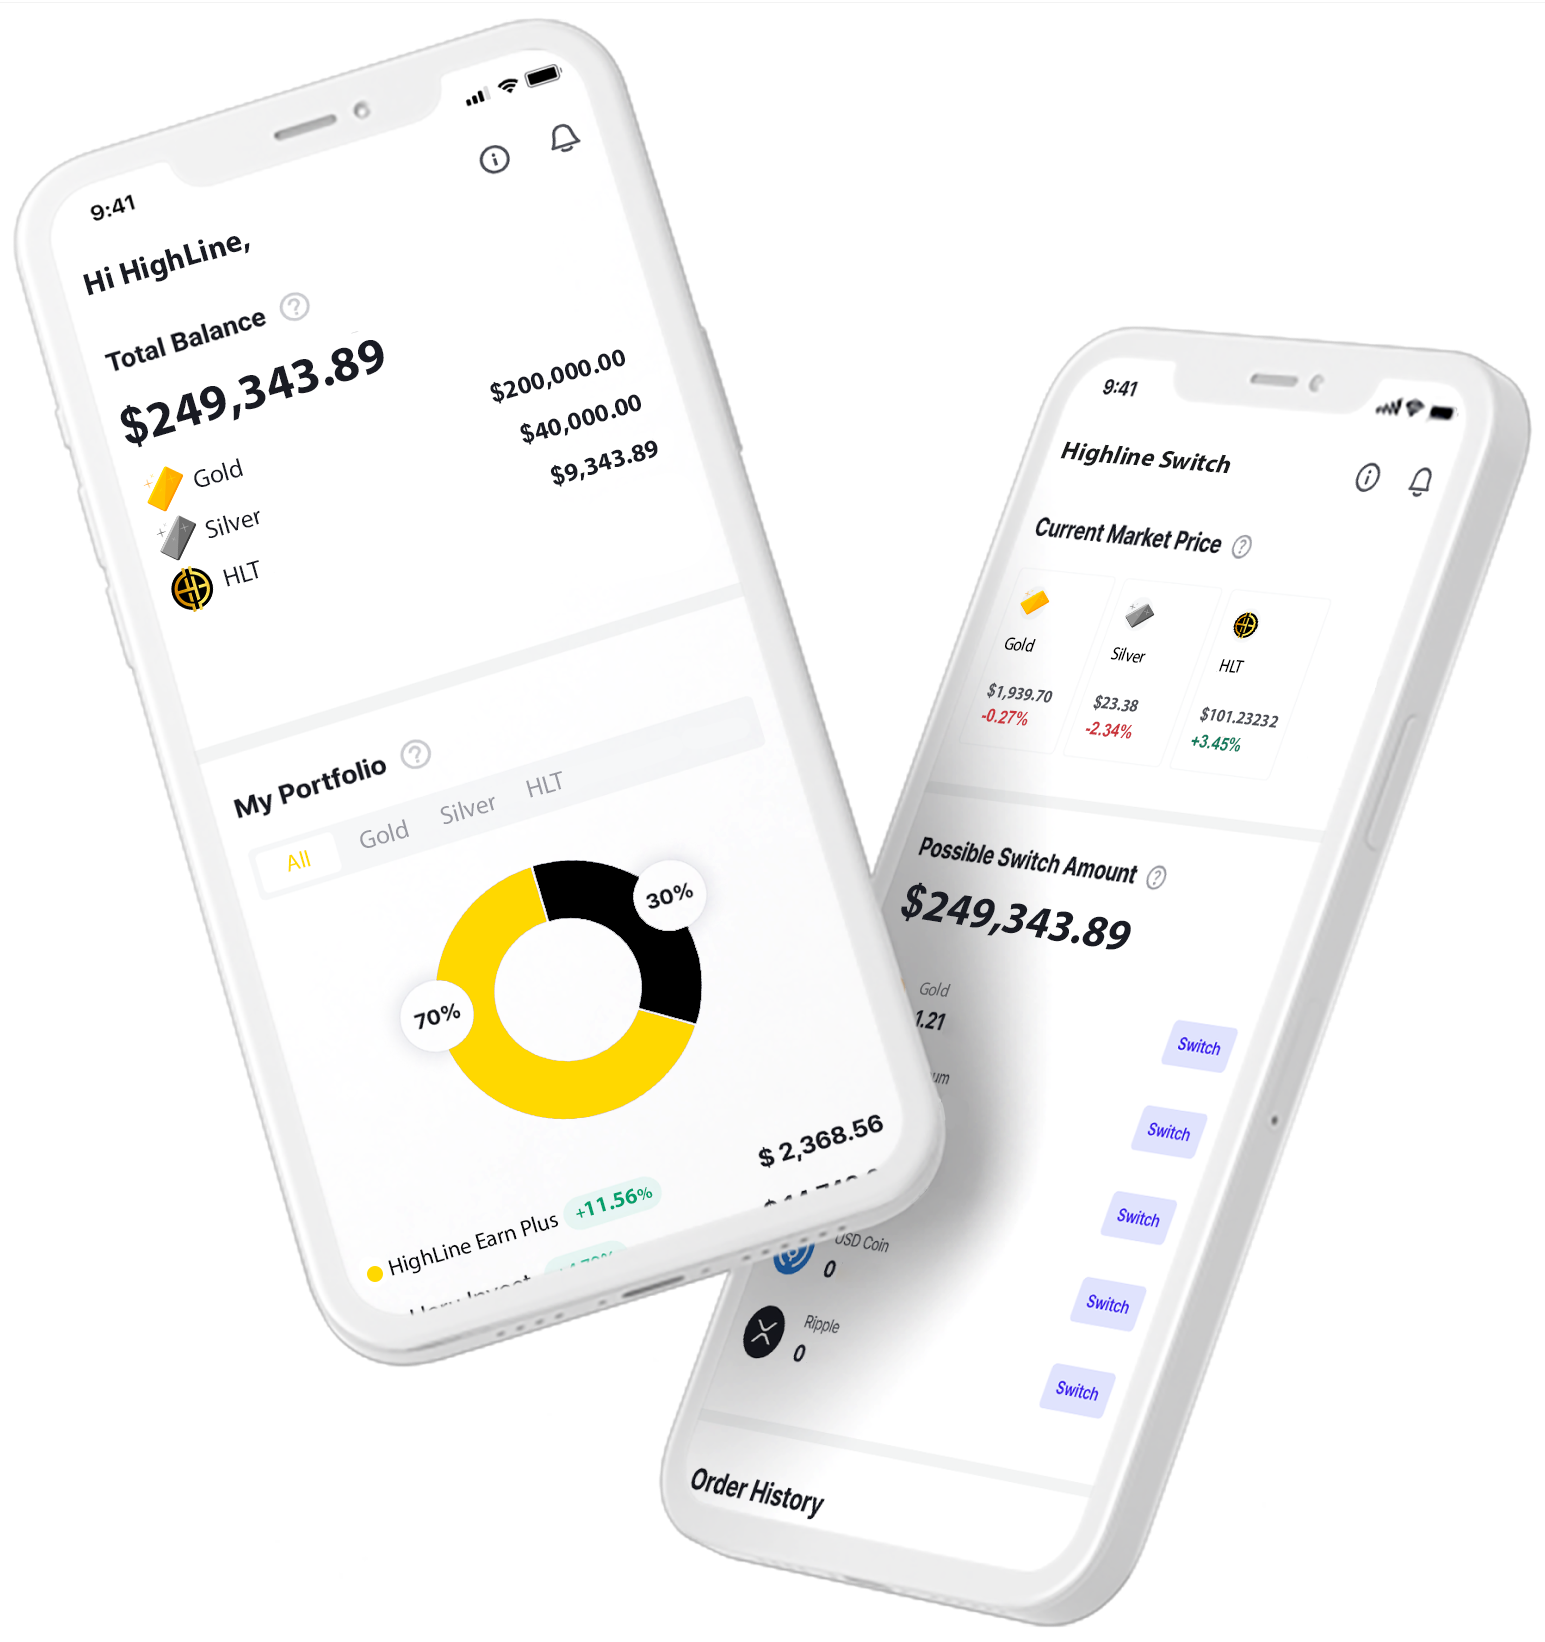 9:41
Hi HighLine,
Total Balance
$249,343.89
Gold
$200,000.00
Silver
$40,000.00
HLT
$9,343.89
My Portfolio
All Gold Silver HLT
30%
70%
$ 2,368.56
HighLine Earn Plus +11.56%
9:41
Highline Switch
Current Market Price
Gold
$1,939.70
-0.27%
Silver
$23.38
-2.34%
HLT
$101.23232
+3.45%
Possible Switch Amount
$249,343.89
Gold
1.21
Switch
Switch
Switch
USD Coin
0
Switch
Ripple
0
Switch
Order History